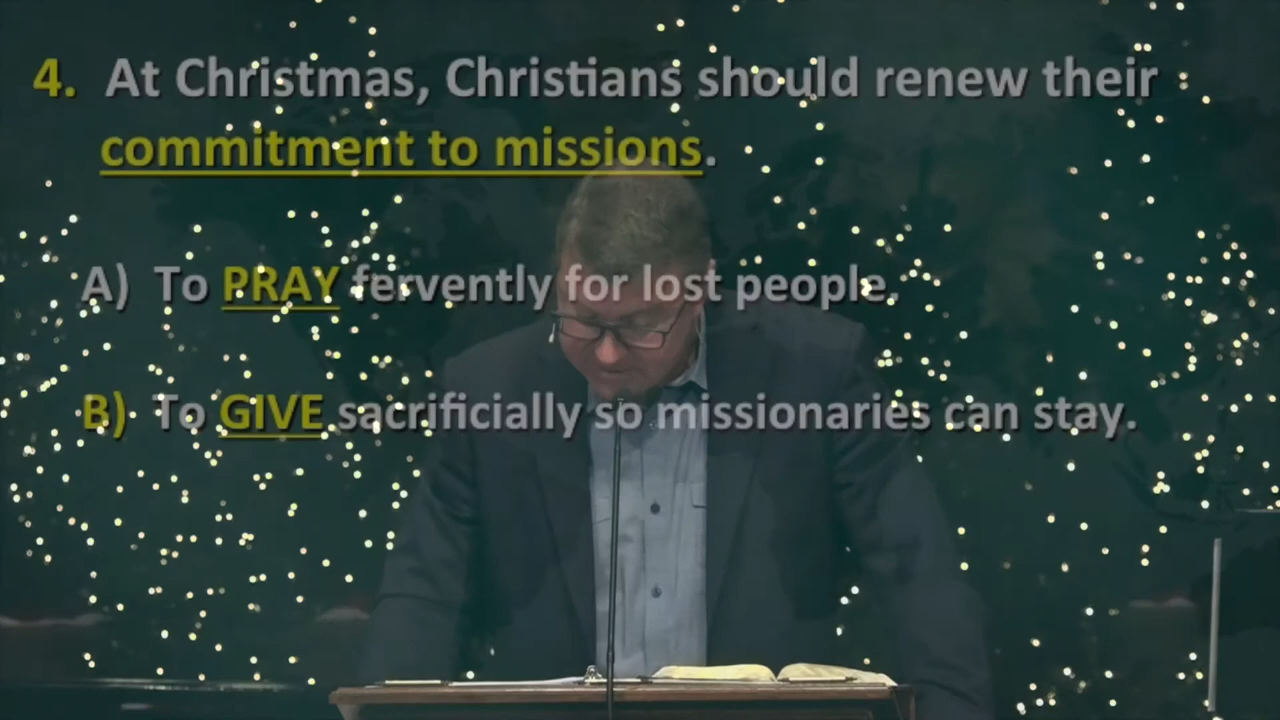 4. At Christmas, Christians should renew their
commitment to missions.
A) To PRAY fervently for lost people.
B) To GIVE sacrificially so missionaries can stay.